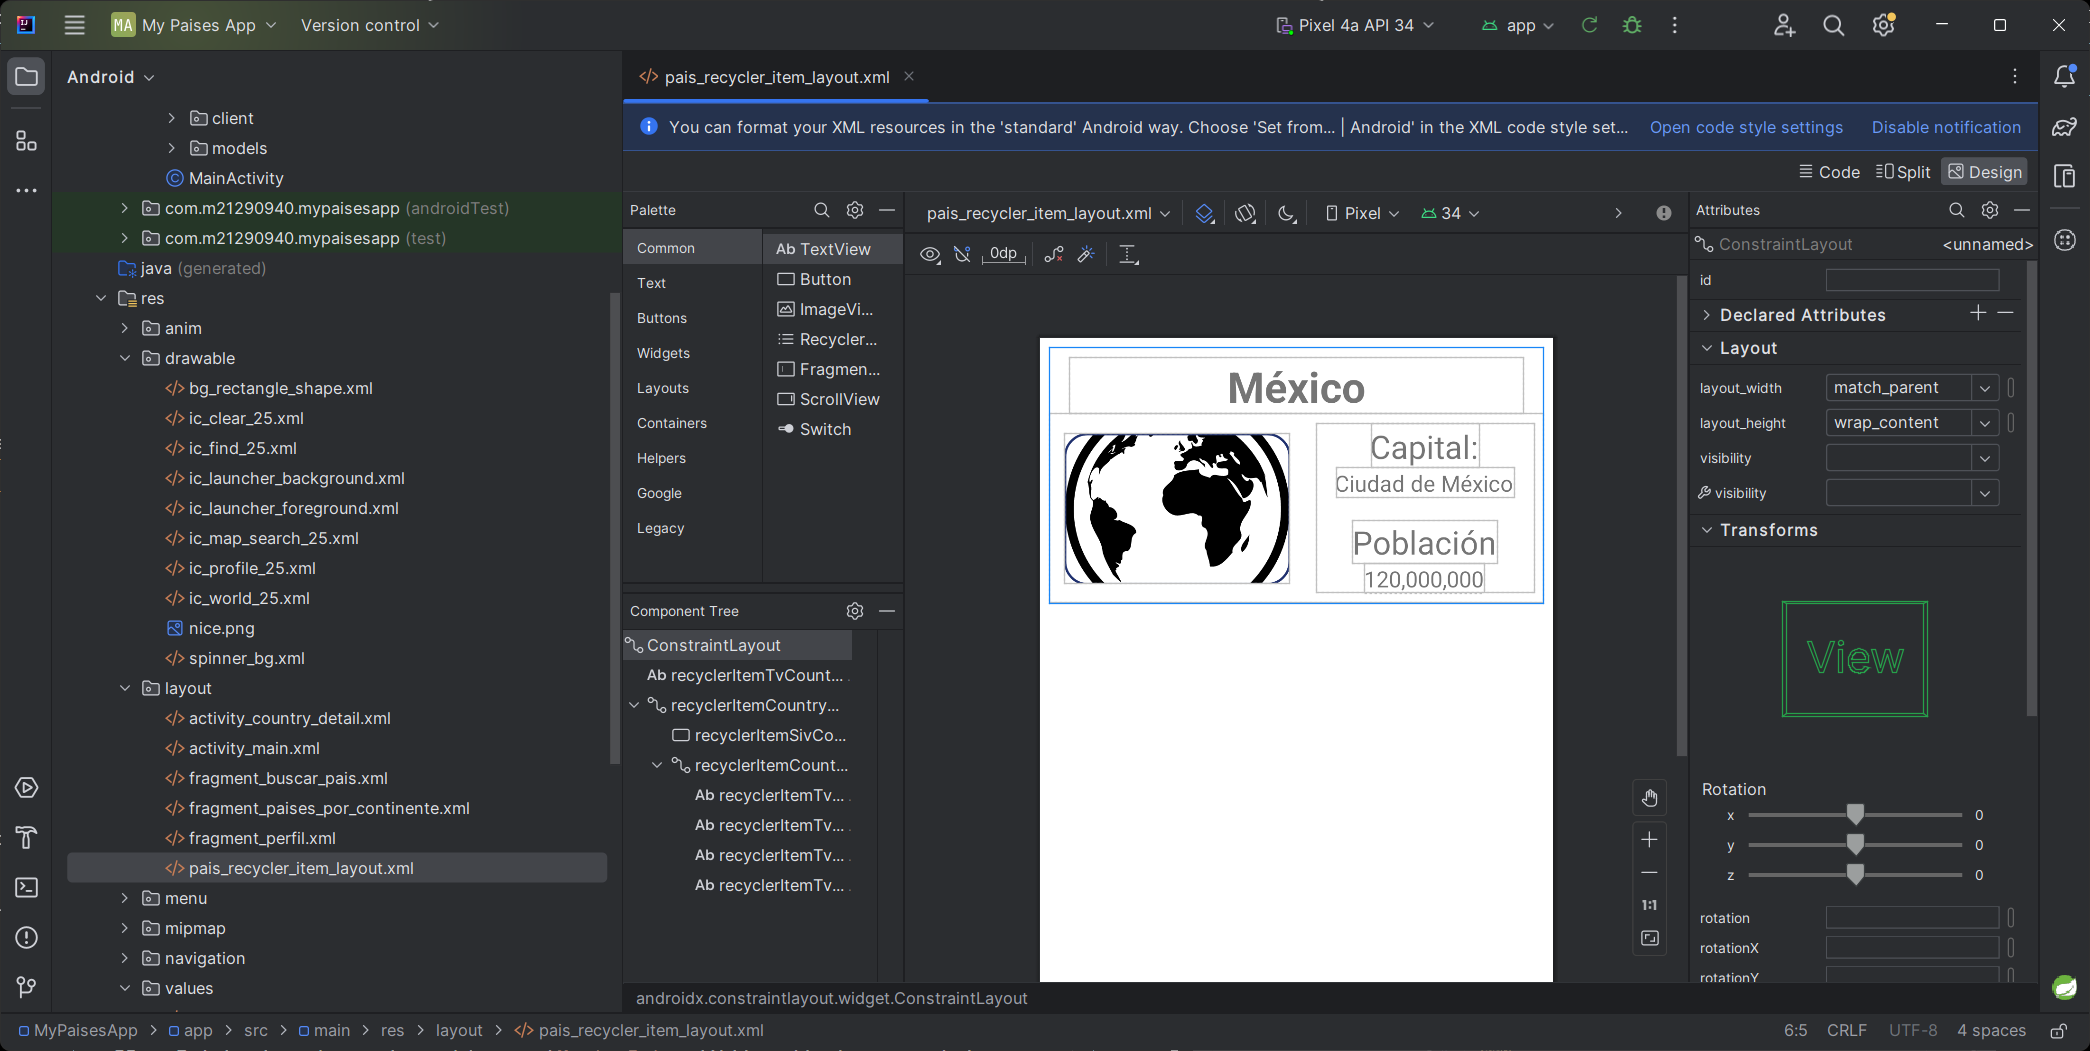 MA My Paises App
Version control
Pixel 4a API 34
app
Android
client
models
MainActivity
com.m21290940.mypaisesapp (androidTest)
com.m21290940.mypaisesapp (test)
java (generated)
res
anim
drawable
bg_rectangle_shape.xml
ic_clear_25.xml
ic_find_25.xml
ic_launcher_background.xml
ic_launcher_foreground.xml
ic_map_search_25.xml
ic_profile_25.xml
ic_world_25.xml
nice.png
spinner_bg.xml
layout
activity_country_detail.xml
activity_main.xml
fragment_buscar_pais.xml
fragment_paises_por_continente.xml
fragment_perfil.xml
pais_recycler_item_layout.xml
menu
mipmap
navigation
values
pais_recycler_item_layout.xml
You can format your XML resources in the 'standard' Android way. Choose 'Set from... | Android' in the XML code style set...
Open code style settings
Disable notification
Code
Split
Design
Palette
Common
Text
Buttons
Widgets
Layouts
Containers
Helpers
Google
Legacy
Ab TextView
Button
ImageVi...
Recycler...
Fragmen...
ScrollView
Switch
Component Tree
ConstraintLayout
Ab recyclerItemTvCount...
recyclerItemCountry...
recyclerItemSivCo...
recyclerItemCount...
Ab recyclerItemTv...
Ab recyclerItemTv...
Ab recyclerItemTv...
Ab recyclerItemTv...
pais_recycler_item_layout.xml
Pixel
34
0dp
México
Capital:
Ciudad de México
Población
120,000,000
1:1
androidx.constraintlayout.widget.ConstraintLayout
Attributes
ConstraintLayout
<unnamed>
id
Declared Attributes
Layout
layout_width
match_parent
layout_height
wrap_content
visibility
visibility
Transforms
View
Rotation
x 0
y 0
z 0
rotation
rotationX
rotationY
MyPaisesApp > app > src > main > res > layout > pais_recycler_item_layout.xml
6:5
CRLF
UTF-8
4 spaces